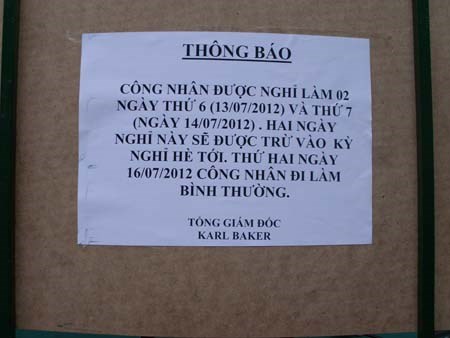 THÔNG BÁO
CÔNG NHÂN ĐƯỢC NGHỈ LÀM 02
NGÀY THỨ 6 (13/07/2012) VÀ THỨ 7
(NGÀY 14/07/2012) . HAI NGÀY
NGHỈ NÀY SẼ ĐƯỢC TRỪ VÀO KỲ
NGHỈ HÈ TỚI. THỨ HAI NGÀY
16/07/2012 CÔNG NHÂN ĐI LÀM
BÌNH THƯỜNG.
TỔNG GIÁM ĐỐC
KARL BAKER